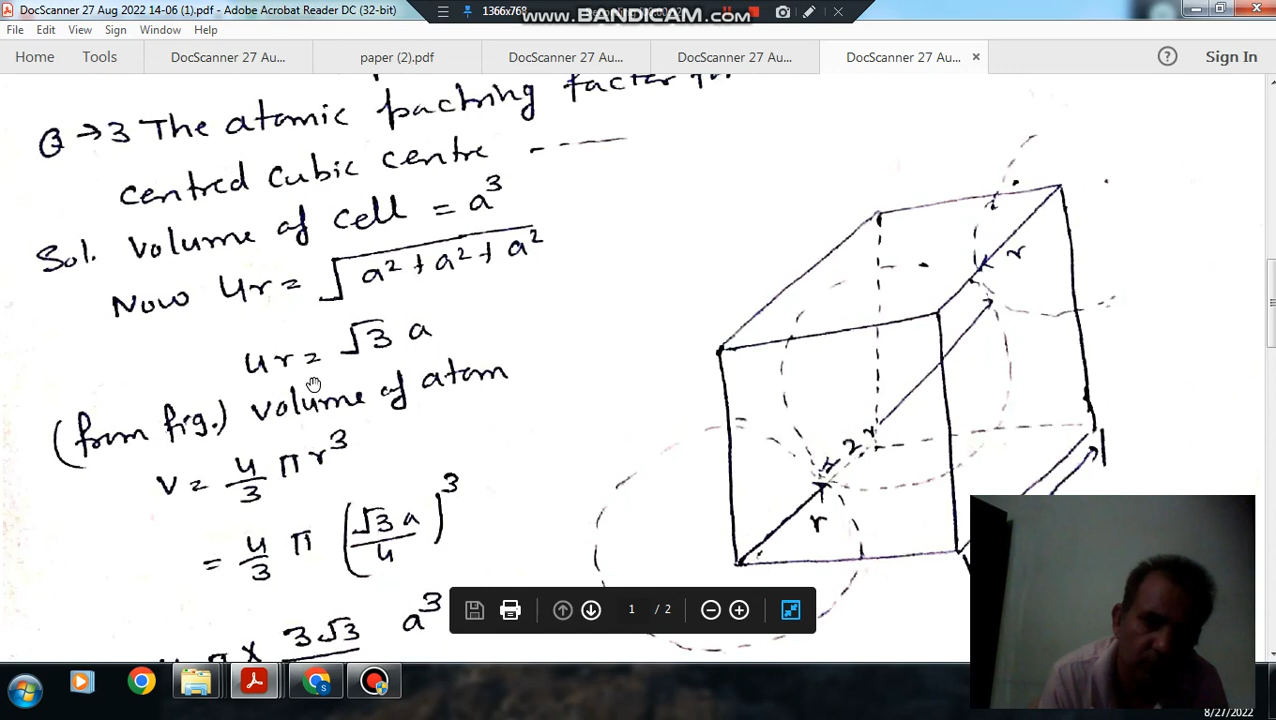 DocScanner 27 Aug 2022 14-06 (1).pdf - Adobe Acrobat Reader DC (32-bit)
1366x768
www.BANDICAM.com
File Edit View Sign Window Help
Home Tools DocScanner 27 Au... paper (2).pdf DocScanner 27 Au... DocScanner 27 Au... DocScanner 27 Au... × Sign In
Q → 3 The atomic packing factor
centred cubic centre - - - - -
Sol. Volume of cell = a³
Now 4r = √a² + a² + a²
4r = √3 a
(from fig.) volume of atom
V = 4/3 π r³
= 4/3 π (√3 a/4)³
3√3 a³
r
2r
r
1 / 2
8/27/2022